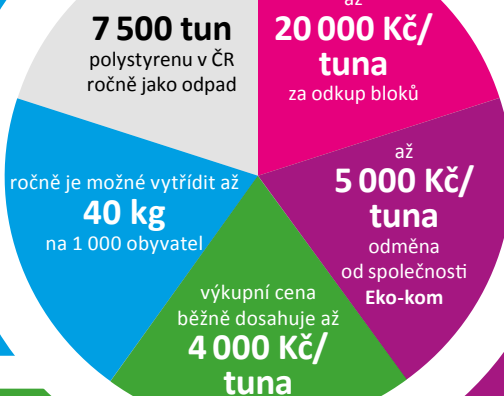 7 500 tun
polystyrenu v ČR
ročně jako odpad
až
20 000 Kč/
tuna
za odkup bloků
až
5 000 Kč/
tuna
odměna
od společnosti
Eko-kom
ročně je možné vytřídit až
40 kg
na 1 000 obyvatel
výkupní cena
běžně dosahuje až
4 000 Kč/
tuna